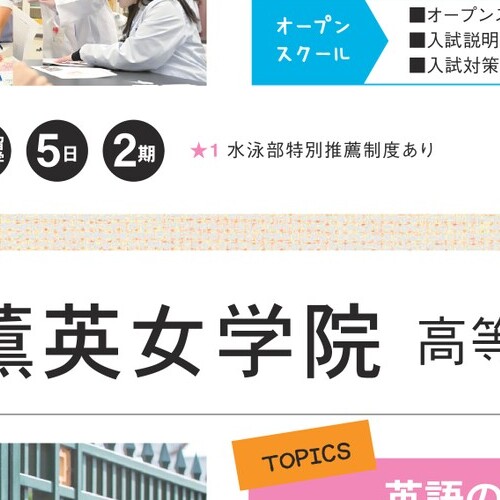 オープン
スクール
■オープンス
■入試説明
■入試対策
5日
2期
★1 水泳部特別推薦制度あり
薫英女学院 高等
TOPICS
英語の